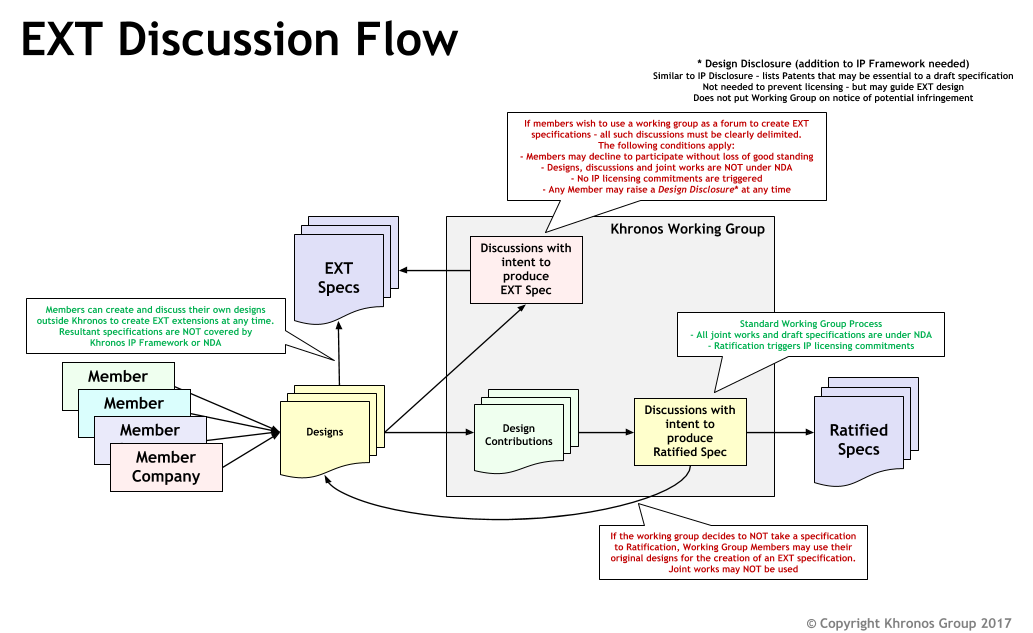 EXT Discussion Flow
* Design Disclosure (addition to IP Framework needed)
Similar to IP Disclosure – lists Patents that may be essential to a draft specification
Not needed to prevent licensing – but may guide EXT design
Does not put Working Group on notice of potential infringement
If members wish to use a working group as a forum to create EXT
specifications – all such discussions must be clearly delimited.
The following conditions apply:
- Members may decline to participate without loss of good standing
- Designs, discussions and joint works are NOT under NDA
- No IP licensing commitments are triggered
- Any Member may raise a Design Disclosure* at any time
Khronos Working Group
Discussions with
intent to
produce
EXT Spec
EXT
Specs
Members can create and discuss their own designs
outside Khronos to create EXT extensions at any time.
Resultant specifications are NOT covered by
Khronos IP Framework or NDA
Standard Working Group Process
- All joint works and draft specifications are under NDA
- Ratification triggers IP licensing commitments
Member
Member
Member
Member
Company
Designs
Design
Contributions
Discussions with
intent to
produce
Ratified Spec
Ratified
Specs
If the working group decides to NOT take a specification
to Ratification, Working Group Members may use their
original designs for the creation of an EXT specification.
Joint works may NOT be used
© Copyright Khronos Group 2017